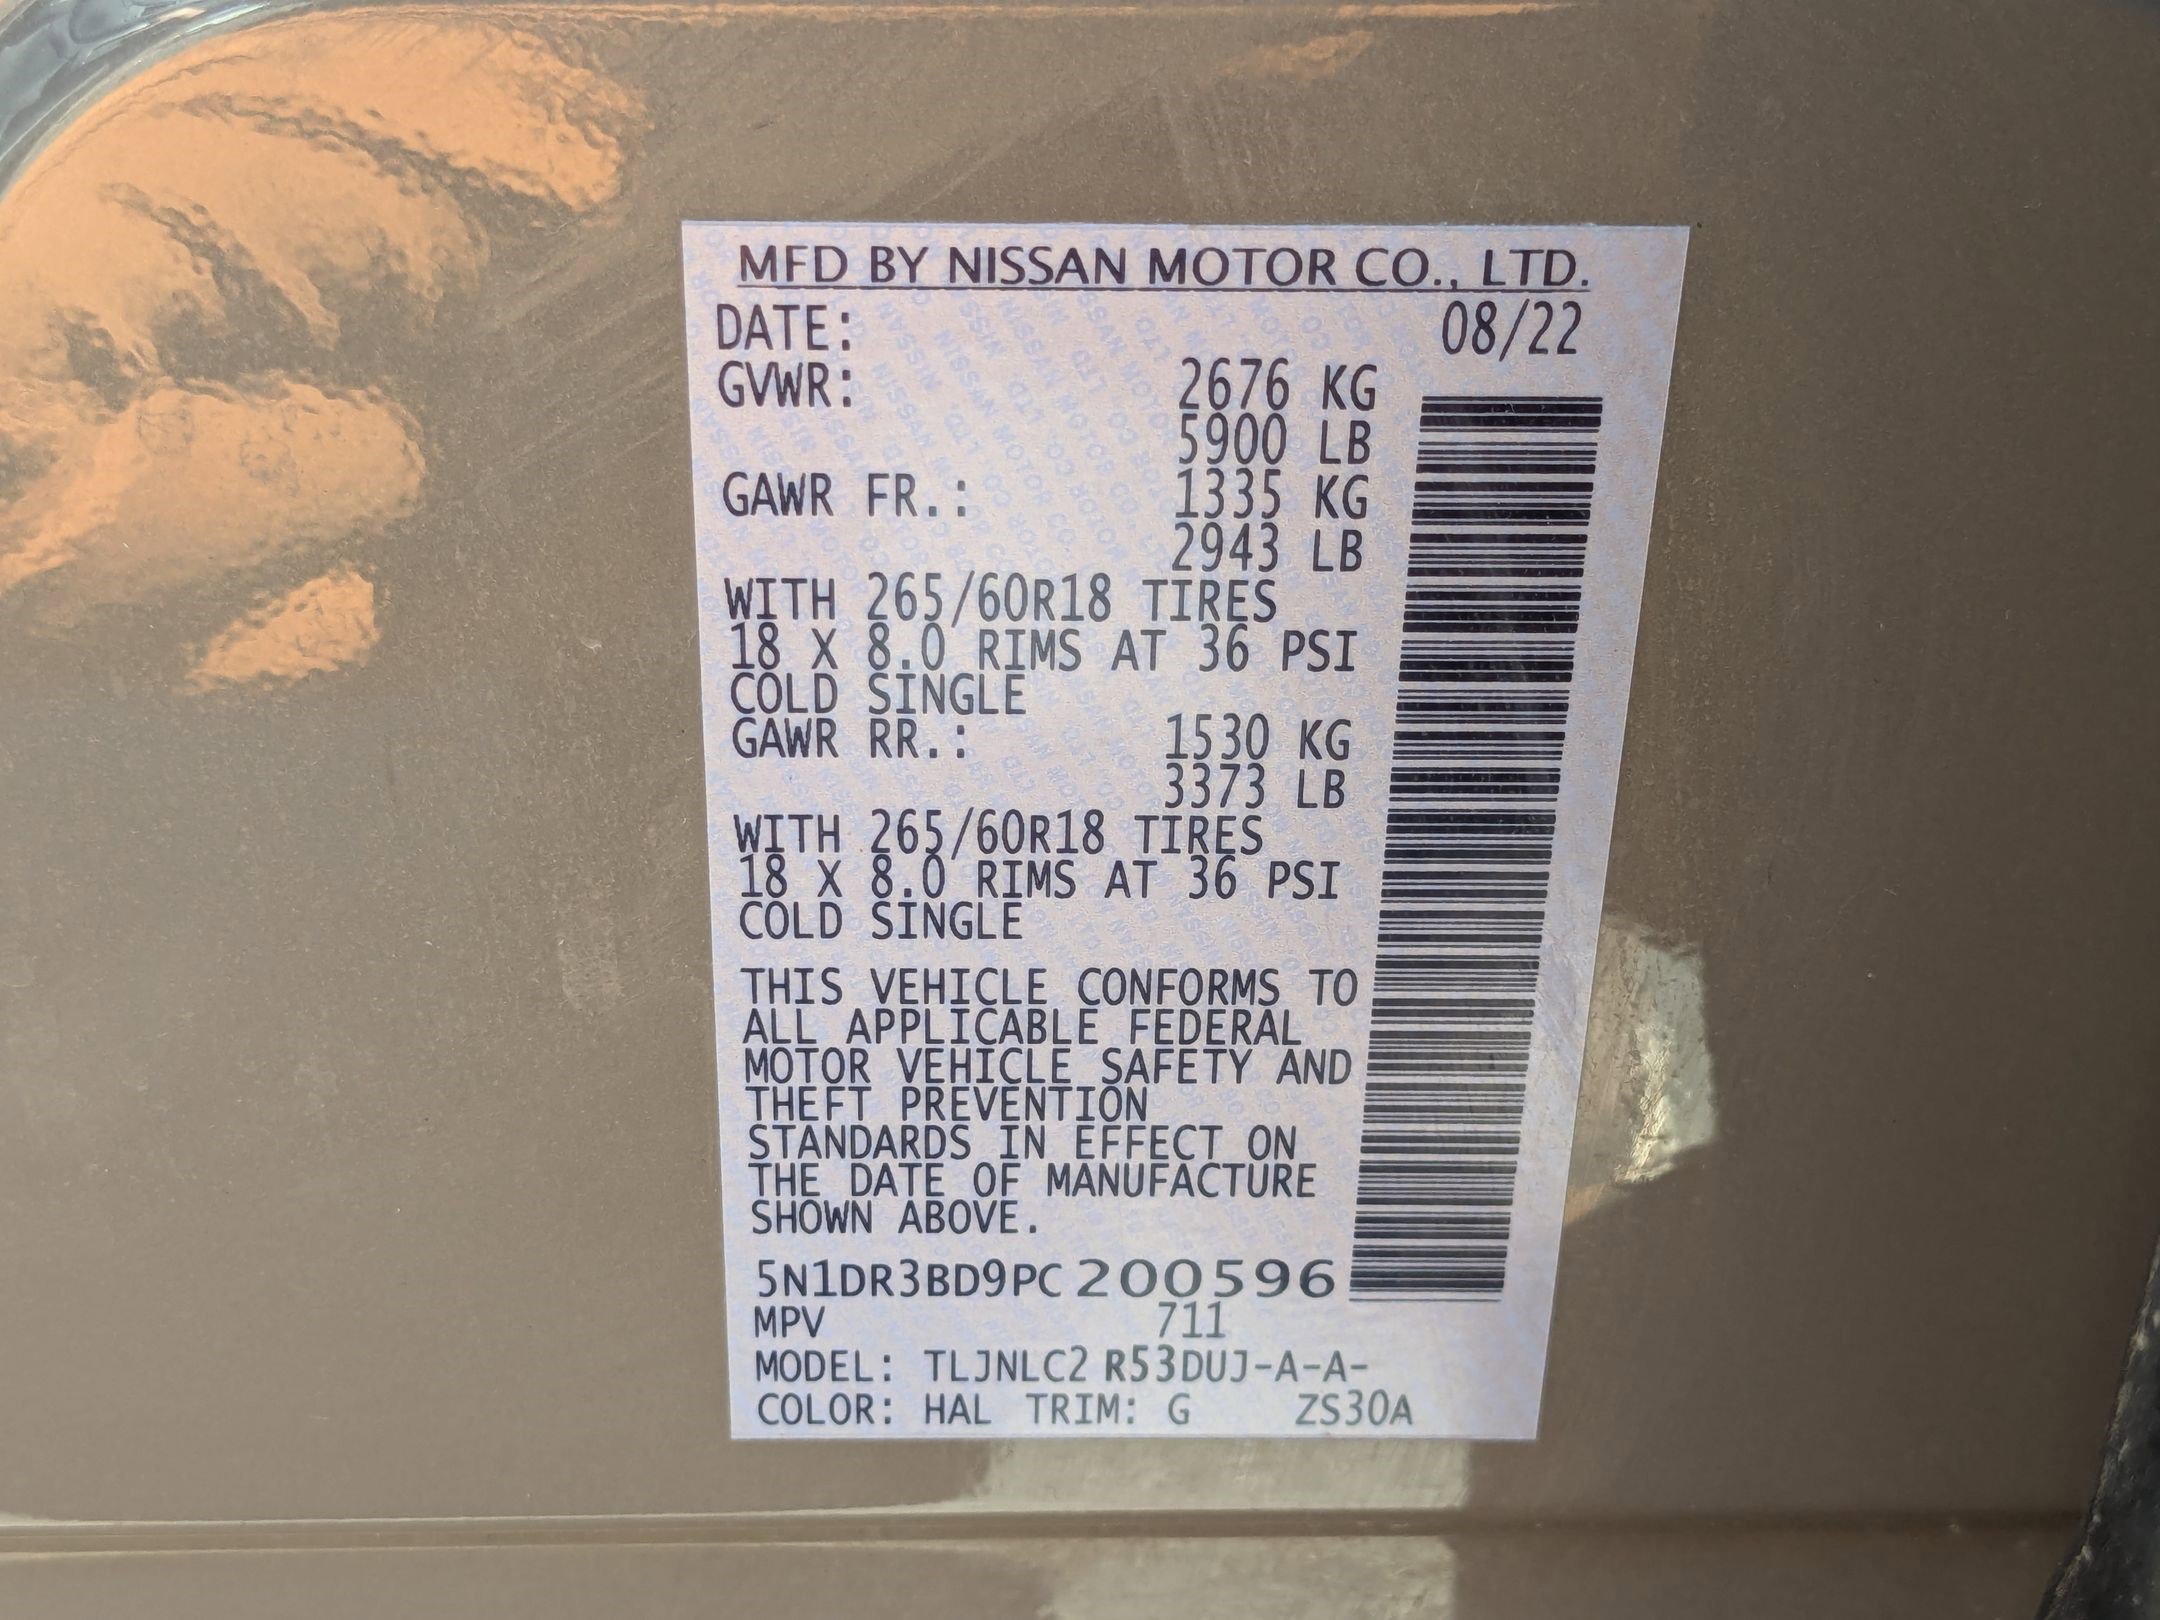 MFD BY NISSAN MOTOR CO., LTD.
DATE: 08/22
GVWR: 2676 KG
5900 LB
GAWR FR.: 1335 KG
2943 LB
WITH 265/60R18 TIRES
18 X 8.0 RIMS AT 36 PSI
COLD SINGLE
GAWR RR.: 1530 KG
3373 LB
WITH 265/60R18 TIRES
18 X 8.0 RIMS AT 36 PSI
COLD SINGLE
THIS VEHICLE CONFORMS TO
ALL APPLICABLE FEDERAL
MOTOR VEHICLE SAFETY AND
THEFT PREVENTION
STANDARDS IN EFFECT ON
THE DATE OF MANUFACTURE
SHOWN ABOVE.
5N1DR3BD9PC200596
MPV 711
MODEL: TLJNLC2 R53DUJ-A-A-
COLOR: HAL TRIM: G ZS30A